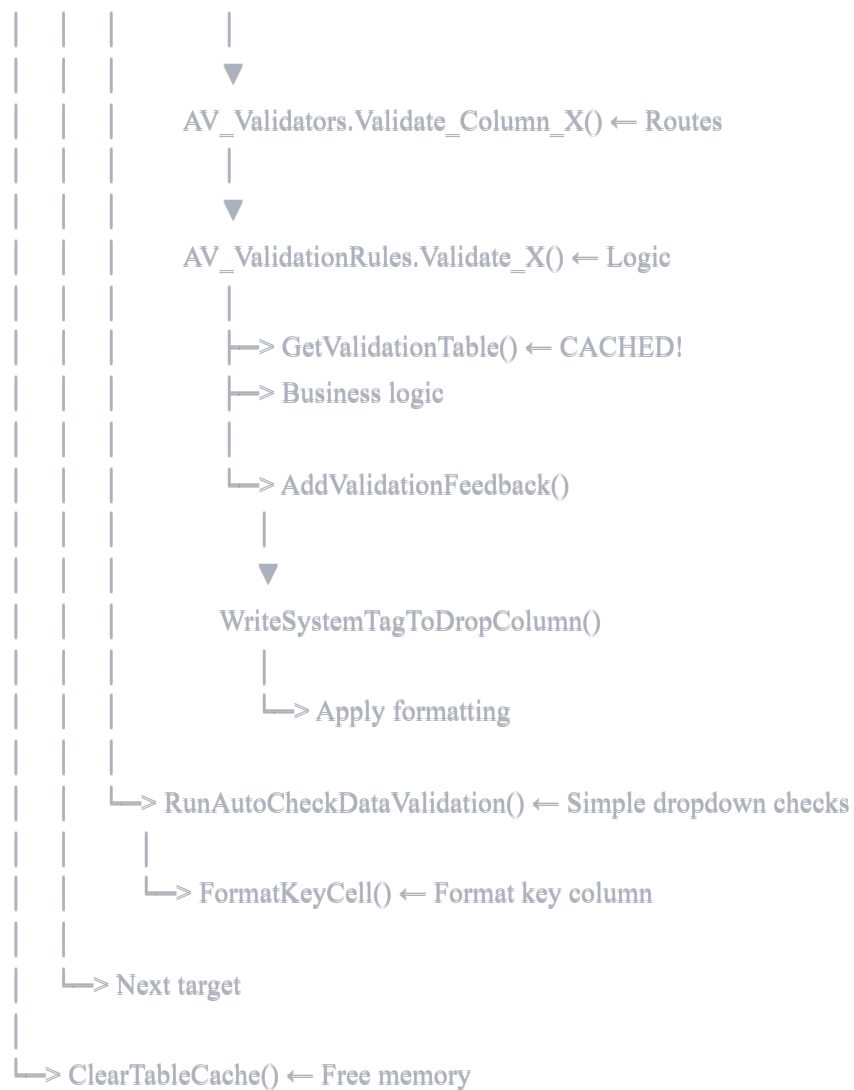 AV_Validators.Validate_Column_X() ← Routes
AV_ValidationRules.Validate_X() ← Logic
├─> GetValidationTable() ← CACHED!
├─> Business logic
└─> AddValidationFeedback()
WriteSystemTagToDropColumn()
└─> Apply formatting
└─> RunAutoCheckDataValidation() ← Simple dropdown checks
└─> FormatKeyCell() ← Format key column
└─> Next target
└─> ClearTableCache() ← Free memory